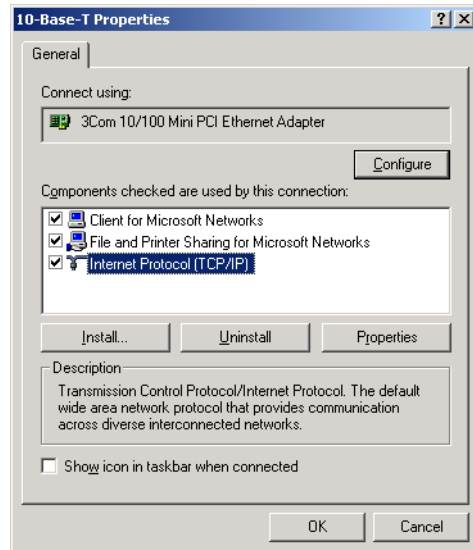 10-Base-T Properties
General
Connect using:
3Com 10/100 Mini PCI Ethernet Adapter
Configure
Components checked are used by this connection:
Client for Microsoft Networks
File and Printer Sharing for Microsoft Networks
Internet Protocol (TCP/IP)
Install... Uninstall Properties
Description
Transmission Control Protocol/Internet Protocol. The default
wide area network protocol that provides communication
across diverse interconnected networks.
Show icon in taskbar when connected
OK Cancel